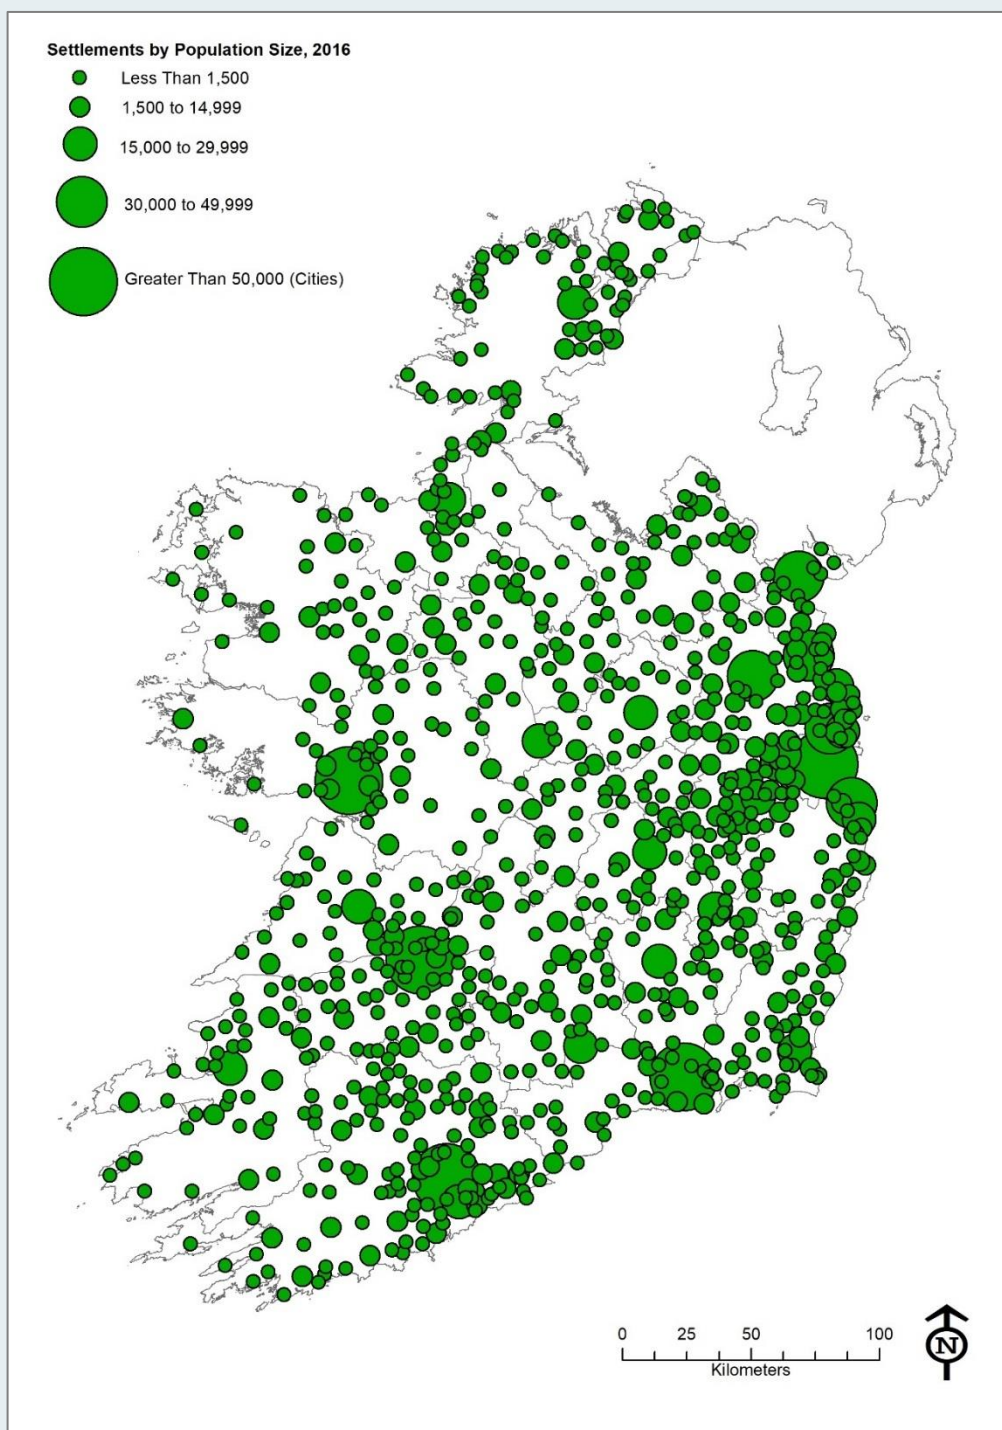 Settlements by Population Size, 2016
Less Than 1,500
1,500 to 14,999
15,000 to 29,999
30,000 to 49,999
Greater Than 50,000 (Cities)
0 25 50 100
Kilometers
N